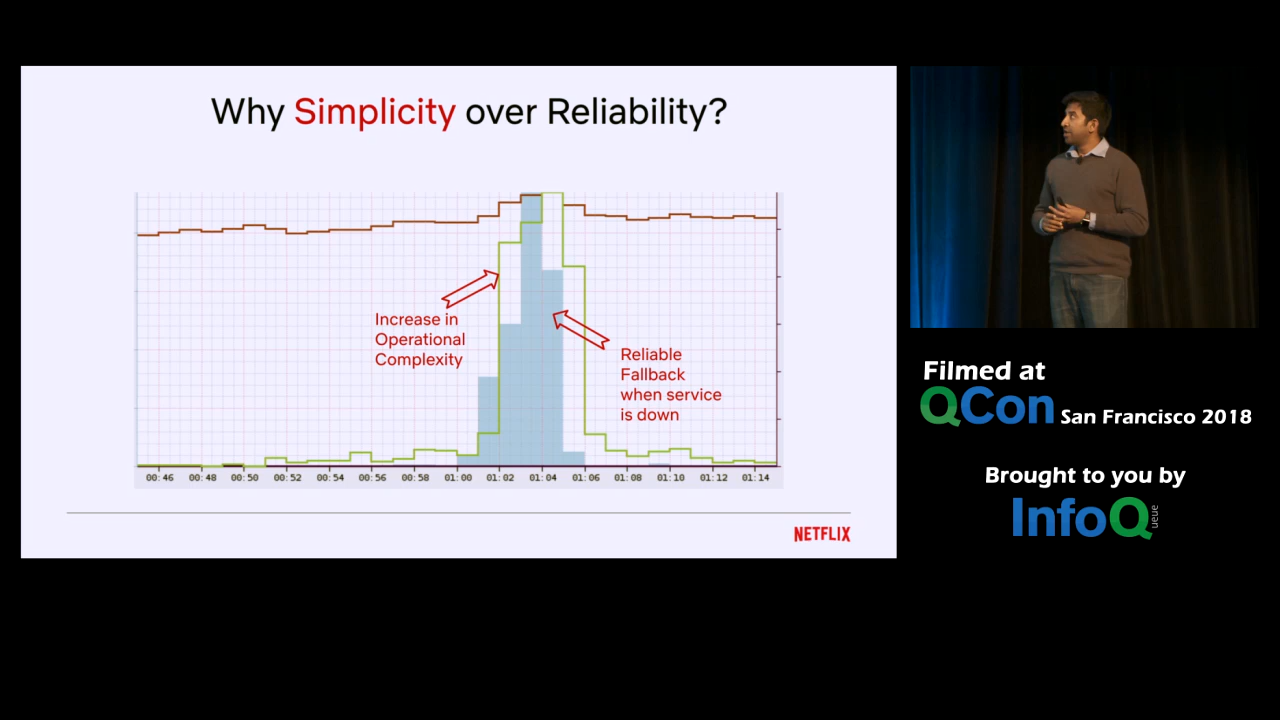 Why Simplicity over Reliability?
Increase in
Operational
Complexity
Reliable
Fallback
when service
is down
00:46 00:48 00:50 00:52 00:54 00:56 00:58 01:00 01:02 01:04 01:06 01:08 01:10 01:12 01:14
NETFLIX
Filmed at
QCon San Francisco 2018
Brought to you by
InfoQueue